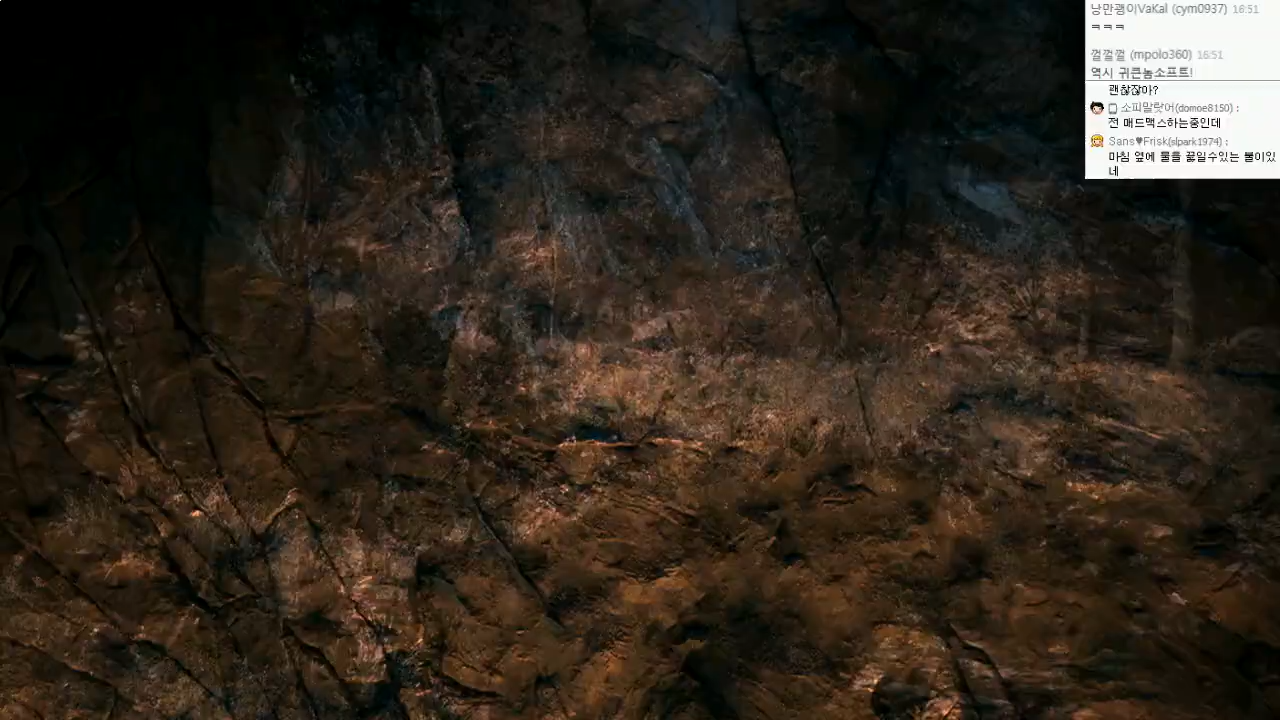 낭만괭이VaKal (cym0937) 16:51
ㅋㅋㅋ
껄껄껄 (mpolo360) 16:51
역시 귀큰놈소프트!
괜찮잖아?
소피말랏어(domoe8150) :
전 매드맥스하는중인데
Sans♥Frisk(slpark1974) :
마침 옆에 물을 끓일수있는 불이있
네